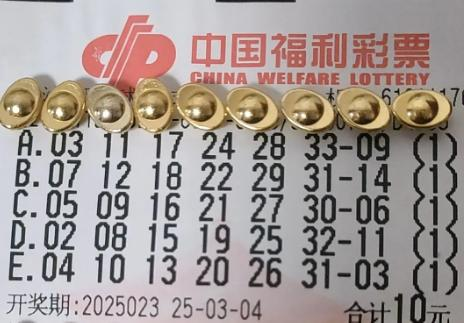 中国福利彩票
CHINA WELFARE LOTTERY
A.03 11 17 24 28 33-09 (1)
B.07 12 18 22 29 31-14 (1)
C.05 09 16 21 27 30-06 (1)
D.02 08 15 19 25 32-11 (1)
E.04 10 13 20 26 31-03 (1)
开奖期:2025023 25-03-04 合计10元